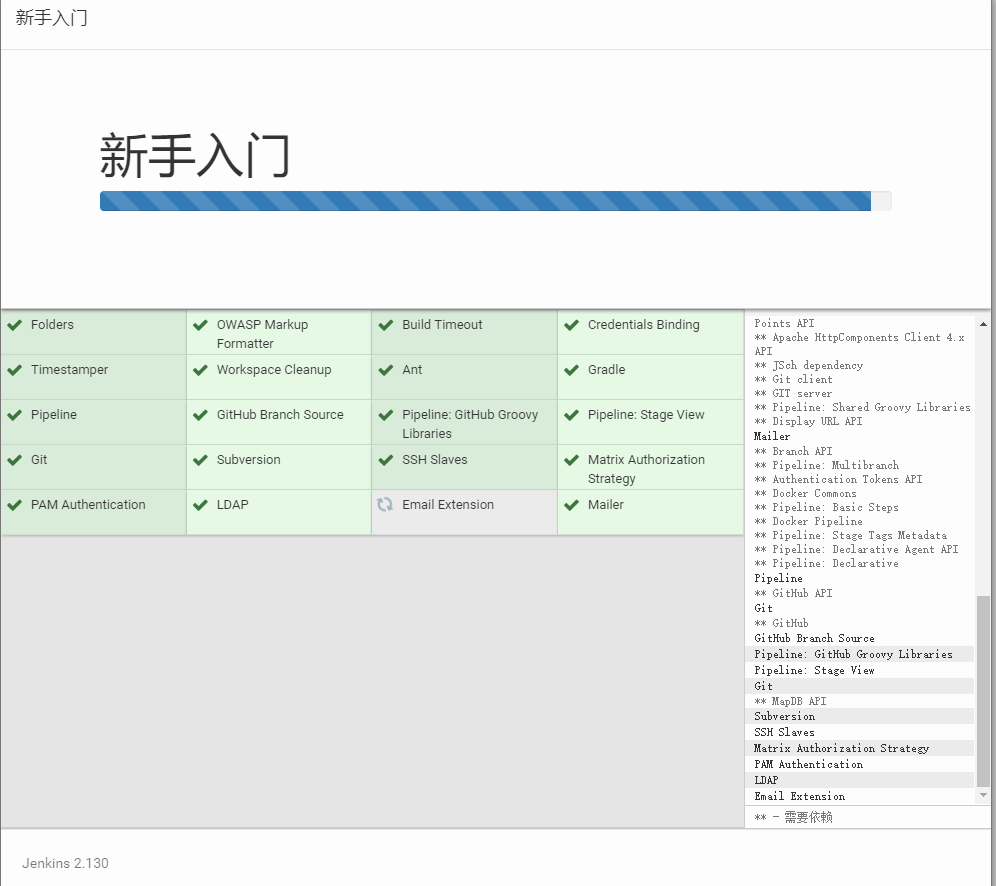 新手入门
新手入门
Folders
OWASP Markup
Formatter
Build Timeout
Credentials Binding
Timestamper
Workspace Cleanup
Ant
Gradle
Pipeline
GitHub Branch Source
Pipeline: GitHub Groovy
Libraries
Pipeline: Stage View
Git
Subversion
SSH Slaves
Matrix Authorization
Strategy
PAM Authentication
LDAP
Email Extension
Mailer
Points API
** Apache HttpComponents Client 4.x
API
** JSch dependency
** Git client
** GIT server
** Pipeline: Shared Groovy Libraries
** Display URL API
Mailer
** Branch API
** Pipeline: Multibranch
** Authentication Tokens API
** Docker Commons
** Pipeline: Basic Steps
** Docker Pipeline
** Pipeline: Stage Tags Metadata
** Pipeline: Declarative Agent API
** Pipeline: Declarative
Pipeline
** GitHub API
Git
** GitHub
GitHub Branch Source
Pipeline: GitHub Groovy Libraries
Pipeline: Stage View
Git
** MapDB API
Subversion
SSH Slaves
Matrix Authorization Strategy
PAM Authentication
LDAP
Email Extension
** - 需要依赖
Jenkins 2.130